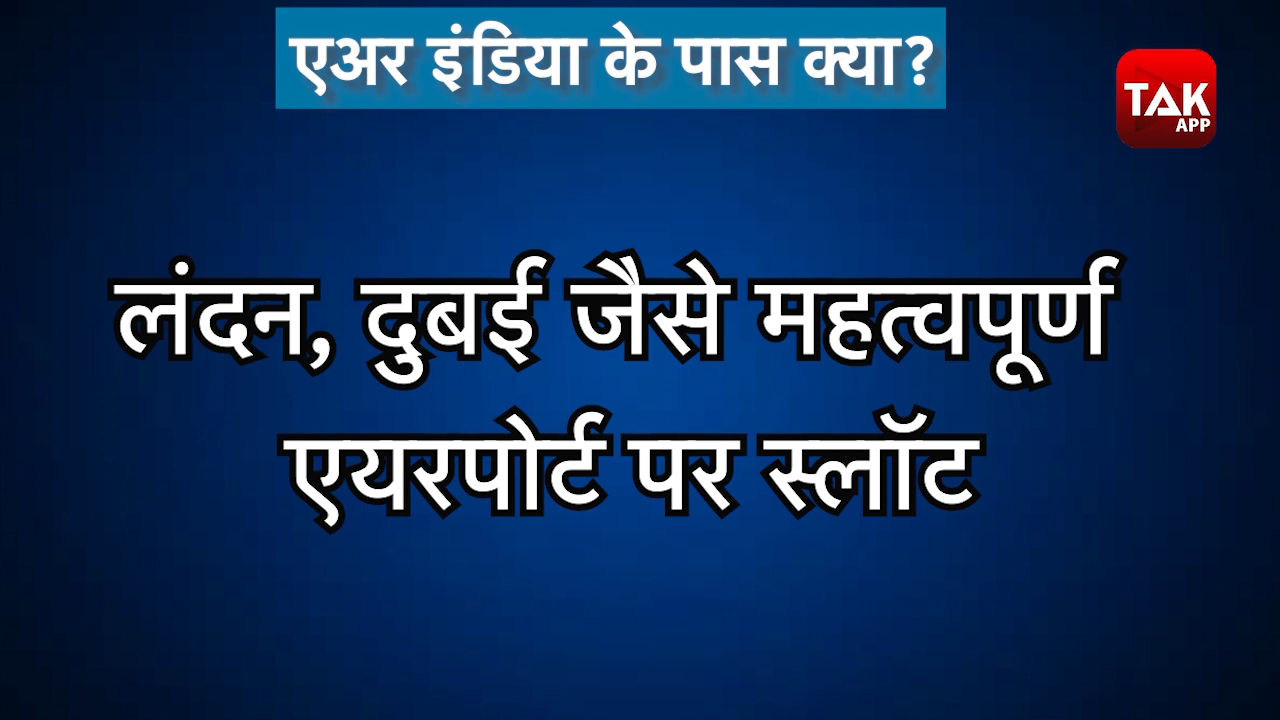 एअर इंडिया के पास क्या?
TAK
APP
लंदन, दुबई जैसे महत्वपूर्ण
एयरपोर्ट पर स्लॉट